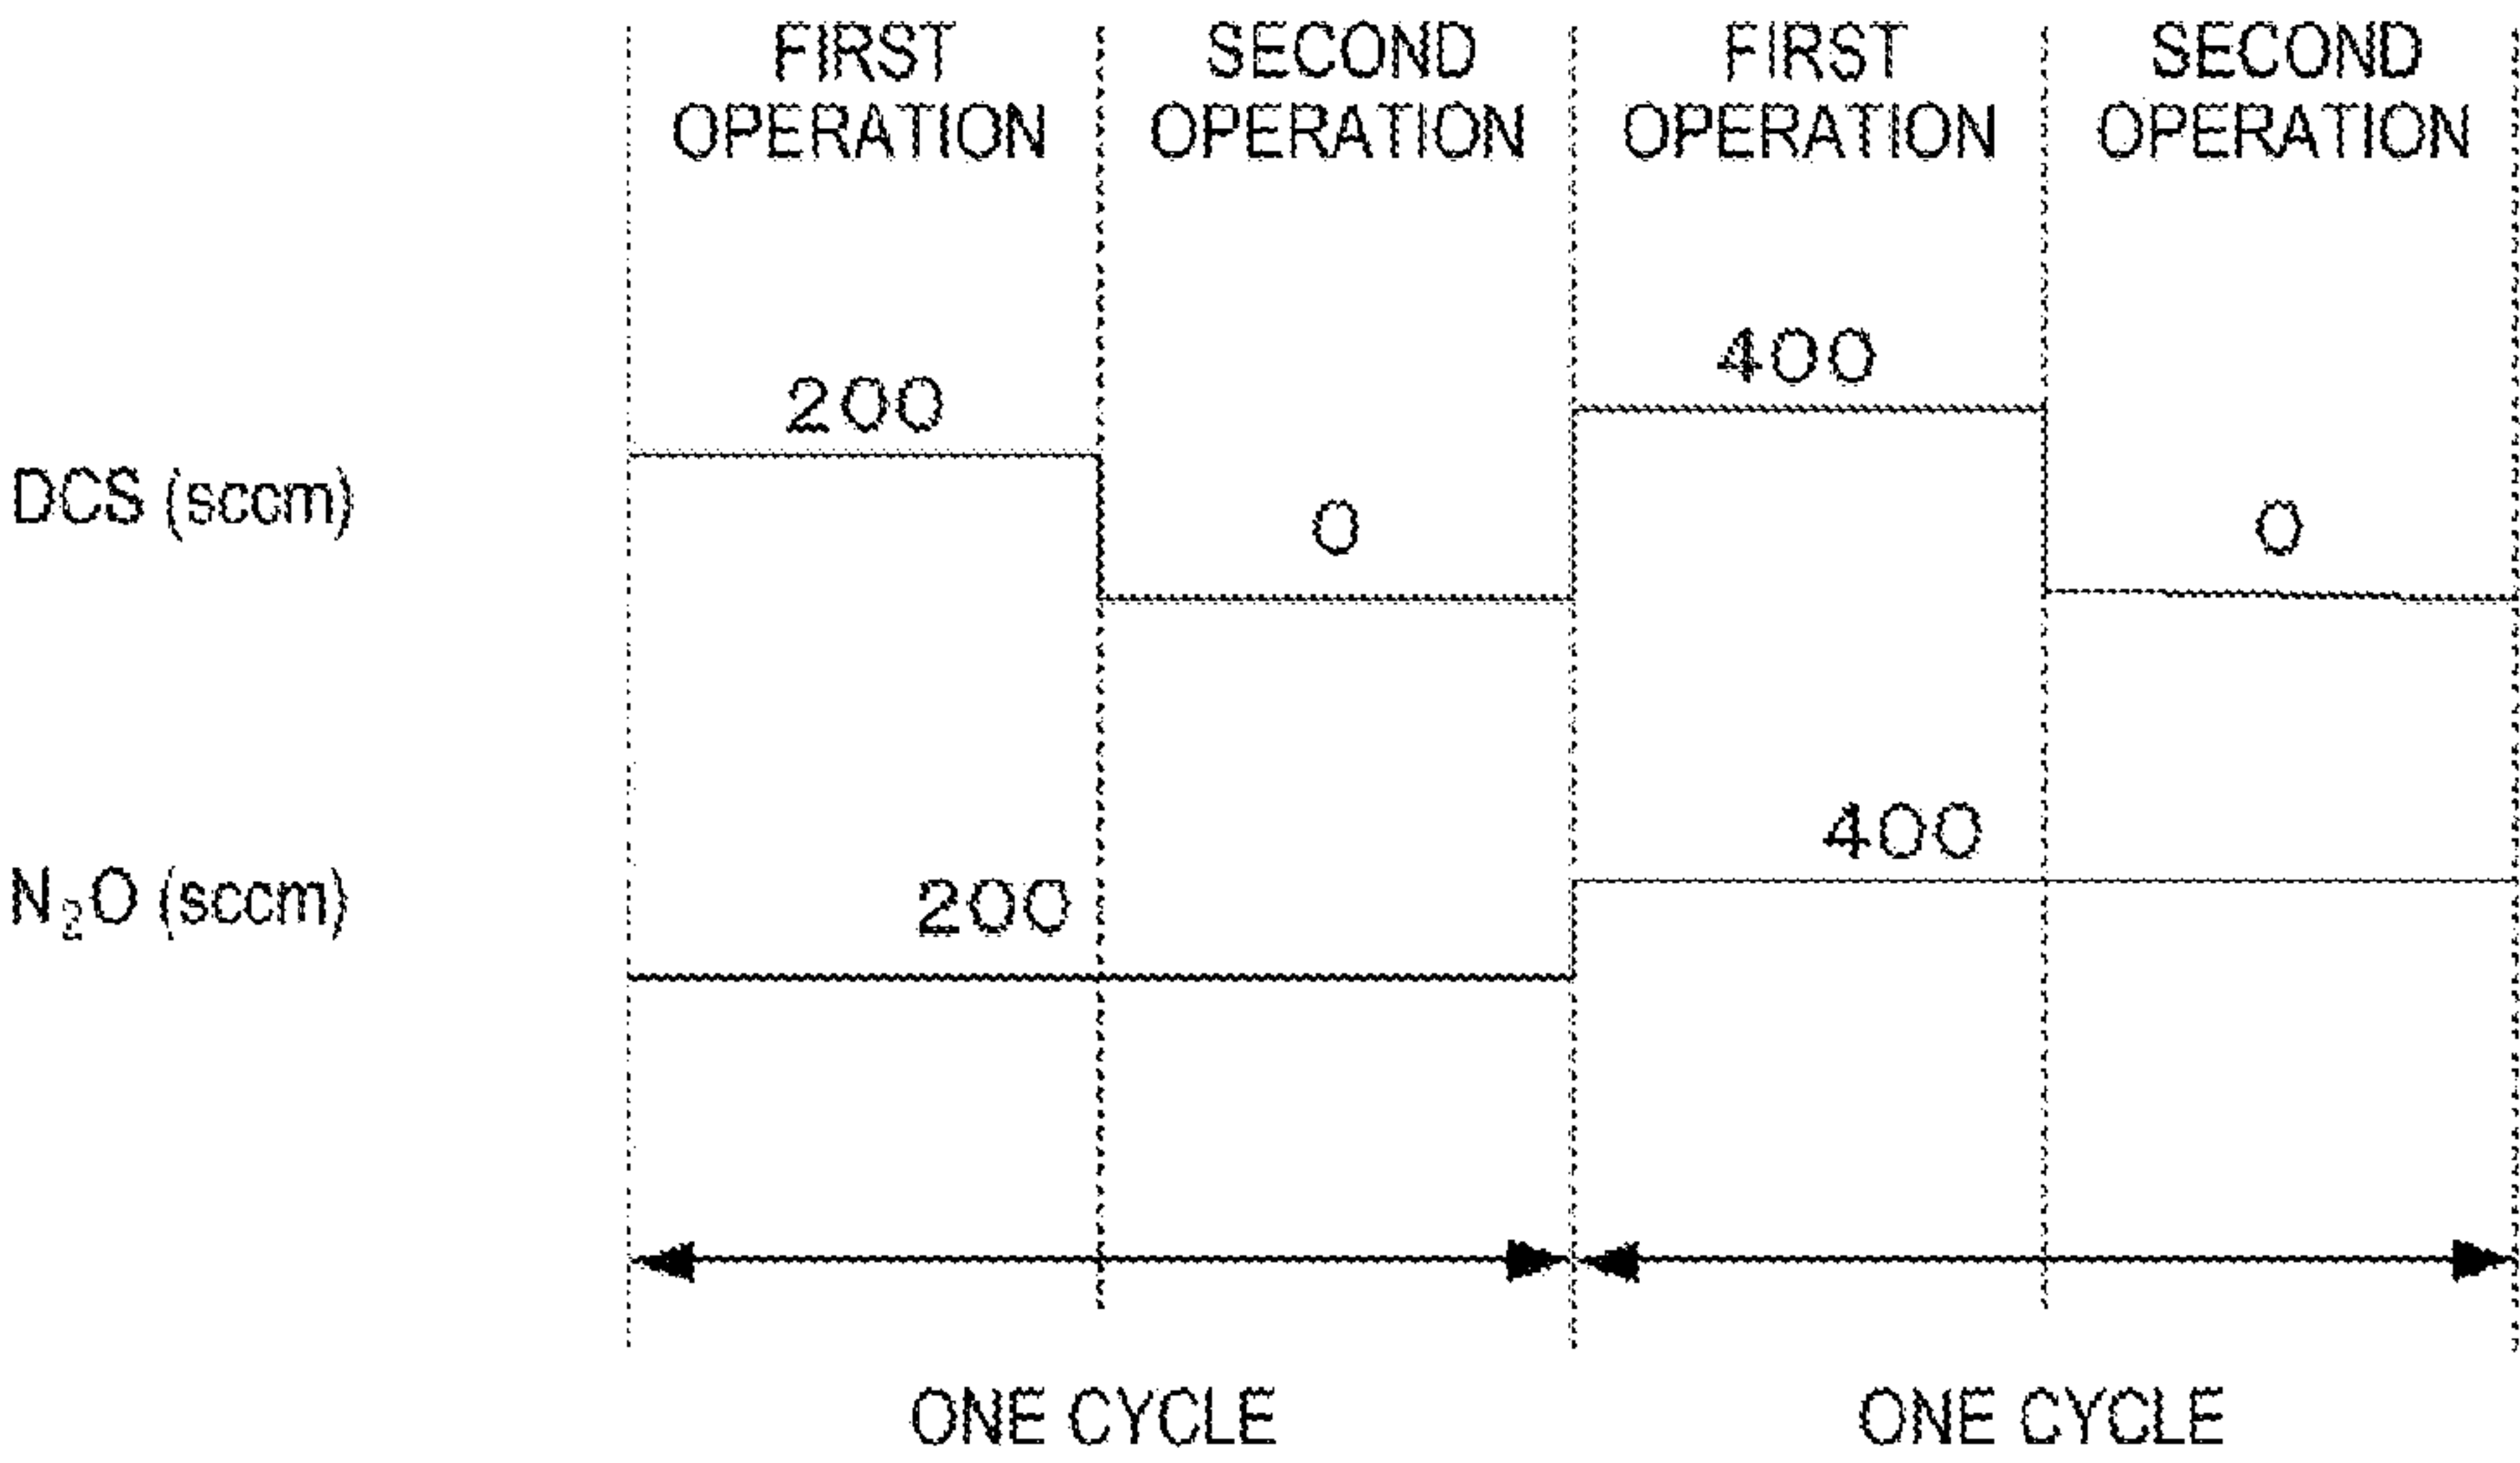 FIRST
OPERATION
SECOND
OPERATION
FIRST
OPERATION
SECOND
OPERATION
DCS (sccm)
200
0
400
0
N₂O (sccm)
200
400
ONE CYCLE
ONE CYCLE